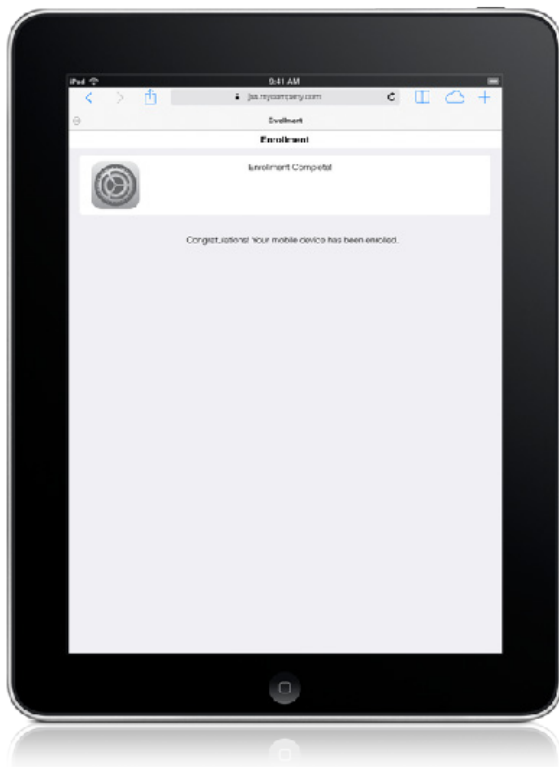 iPad
9:41 AM
jss.mycompany.com
Enrollment
Enrollment
Enrollment Complete!
Congratulations! Your mobile device has been enrolled.